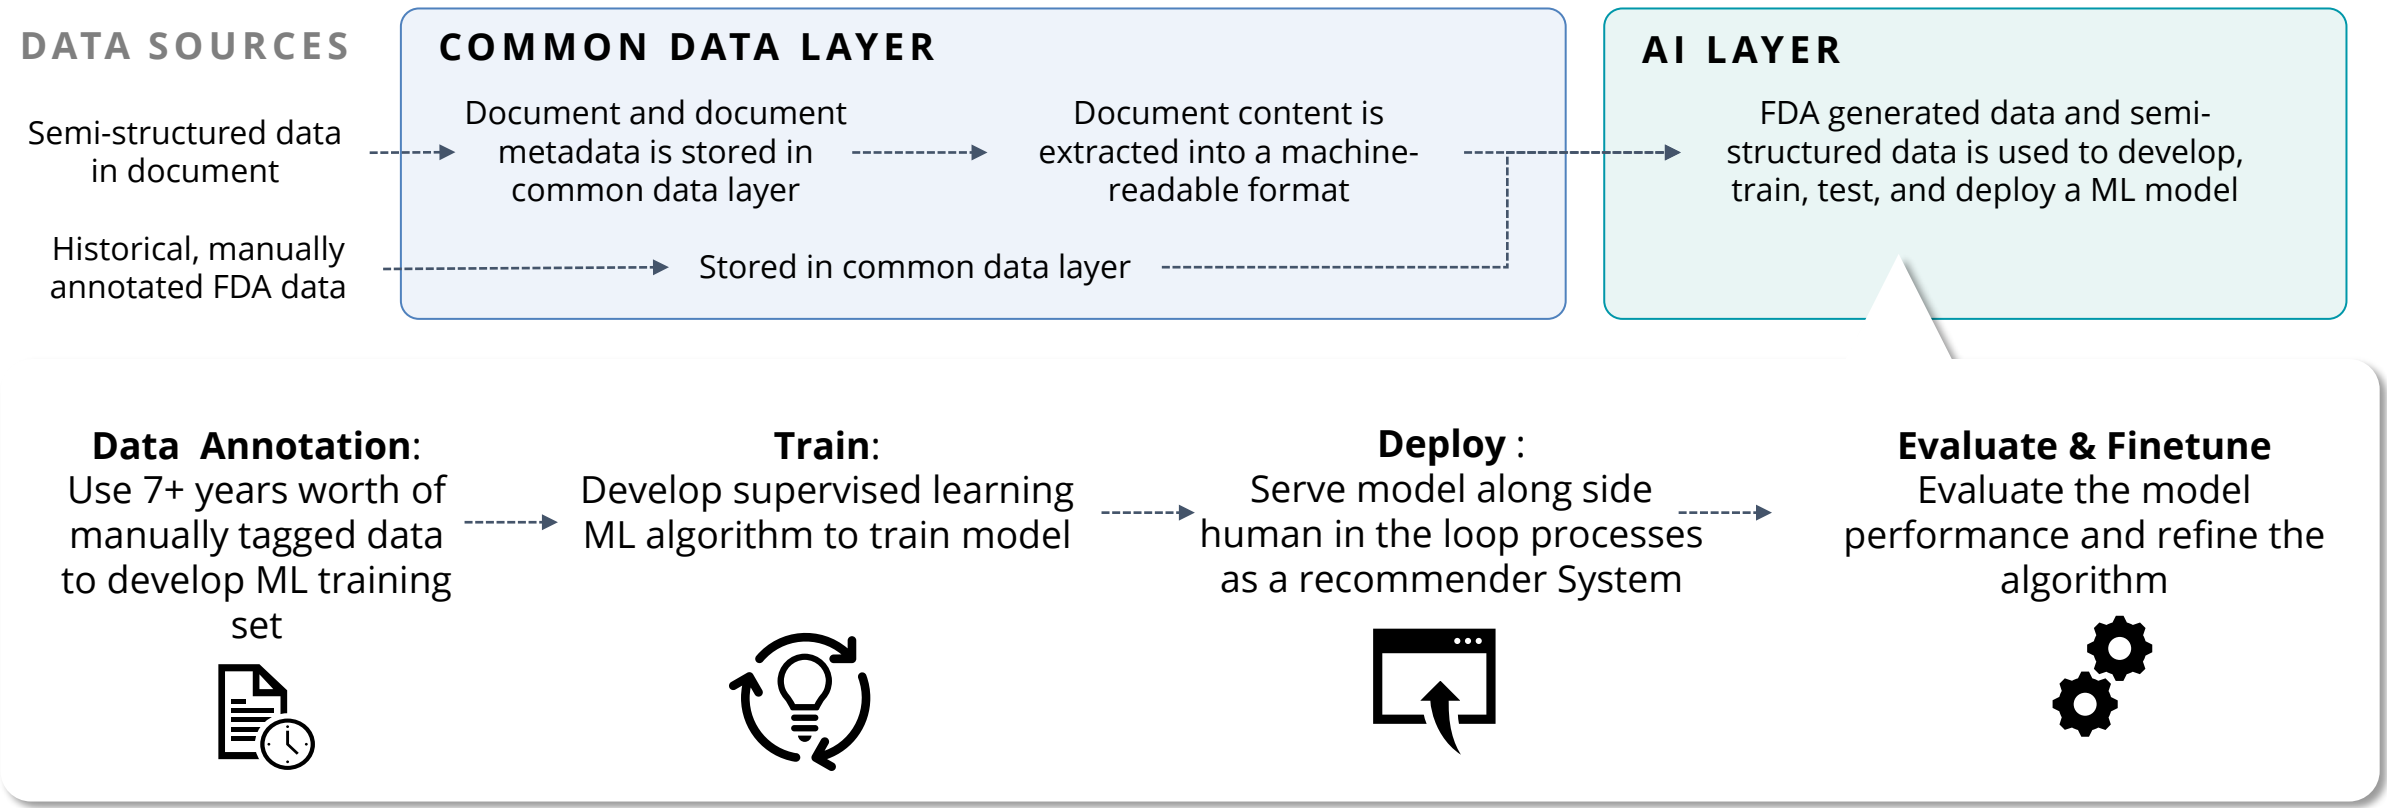 DATA SOURCES
Semi-structured data
in document
Historical, manually
annotated FDA data
COMMON DATA LAYER
Document and document
metadata is stored in
common data layer
Document content is
extracted into a machine-
readable format
Stored in common data layer
AI LAYER
FDA generated data and semi-
structured data is used to develop,
train, test, and deploy a ML model
Data  Annotation:
Use 7+ years worth of
manually tagged data
to develop ML training
set
Train:
Develop supervised learning
ML algorithm to train model
Deploy :
Serve model along side
human in the loop processes
as a recommender System
Evaluate & Finetune
Evaluate the model
performance and refine the
algorithm